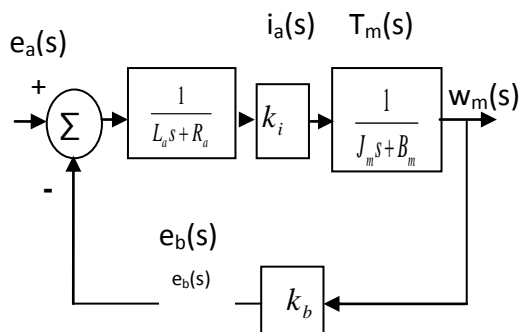 i_a(s) T_m(s)
e_a(s)
+
w_m(s)
Σ
1
L_a s + R_a
k_i
1
J_m s + B_m
-
e_b(s)
e_b(s)
k_b